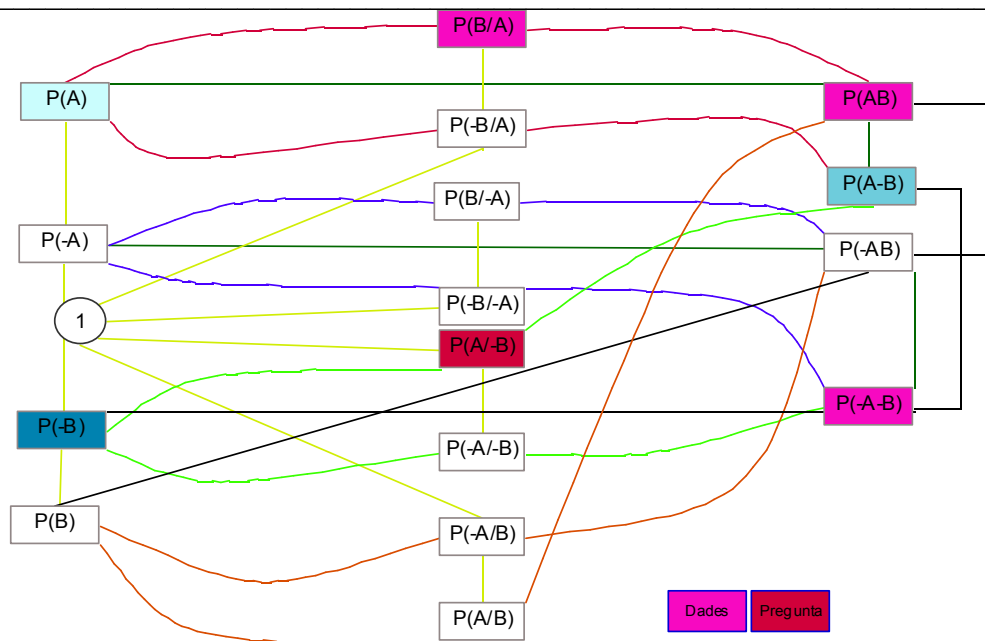 P(B/A)
P(A)
P(AB)
P(-B/A)
P(A-B)
P(B/-A)
P(-A)
P(-AB)
P(-B/-A)
1
P(A/-B)
P(-A-B)
P(-B)
P(-A/-B)
P(B)
P(-A/B)
P(A/B)
Dades
Pregunta